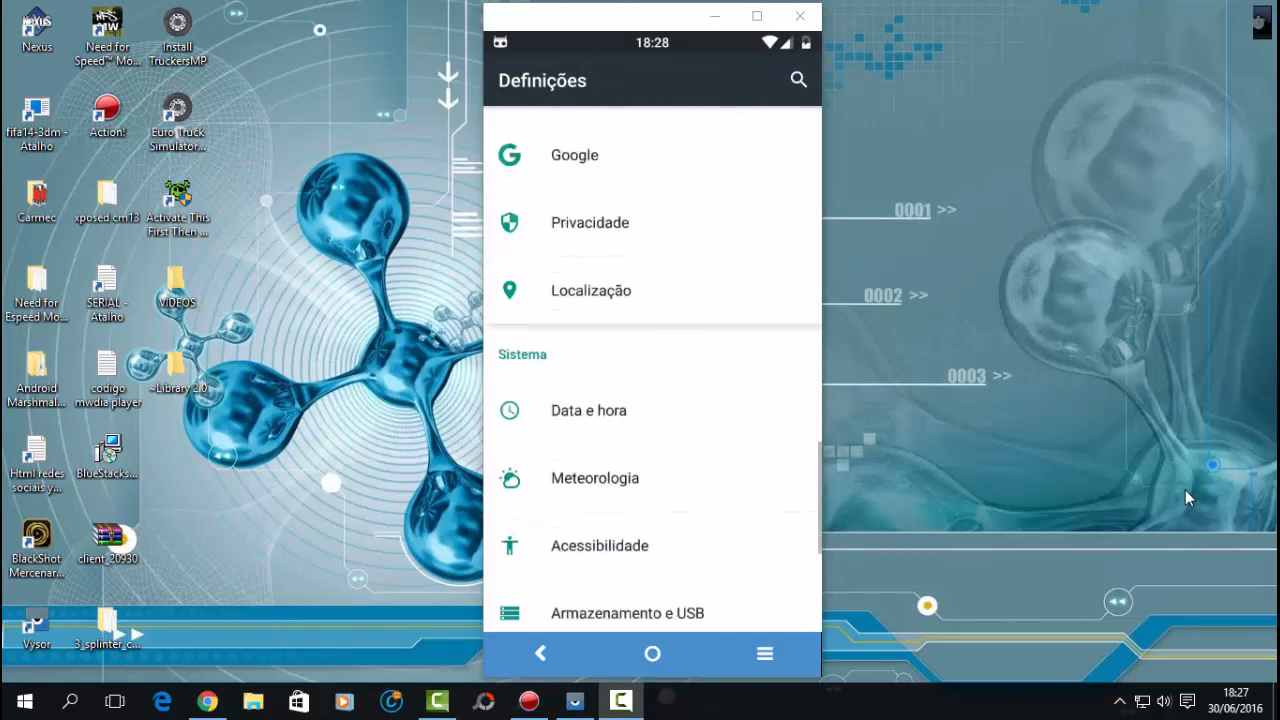 Nexus
Need for
Speed™ Mo...
Install
TruckersMP
fifa14-3dm -
Atalho
Action!
Euro Truck
Simulator...
Carmec
xposed cm13
Activate This
First Then ...
Need for
Espeed Mo...
SERIAL -
Atalho
VIDEOS
Android
Marshmal...
codigo
mwdia player
~Library 2.0
Html redes
sociais y...
BlueStacks...
BlackShot
Mercenar...
client_20930
Vysor
3_splinter_c...
18:28
Definições
Google
Privacidade
Localização
Sistema
Data e hora
Meteorologia
Acessibilidade
Armazenamento e USB
0001 >>
0002 >>
0003 >>
18:27
30/06/2016